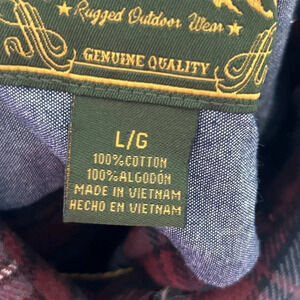 Rugged Outdoor Wear
GENUINE QUALITY
L/G
100%COTTON
100%ALGODÓN
MADE IN VIETNAM
HECHO EN VIETNAM